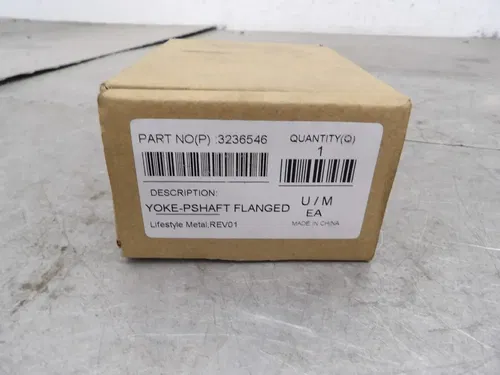 PART NO(P) :3236546
QUANTITY(Q)
1
DESCRIPTION:
YOKE-PSHAFT FLANGED
U / M
EA
Lifestyle Metal:REV01
MADE IN CHINA